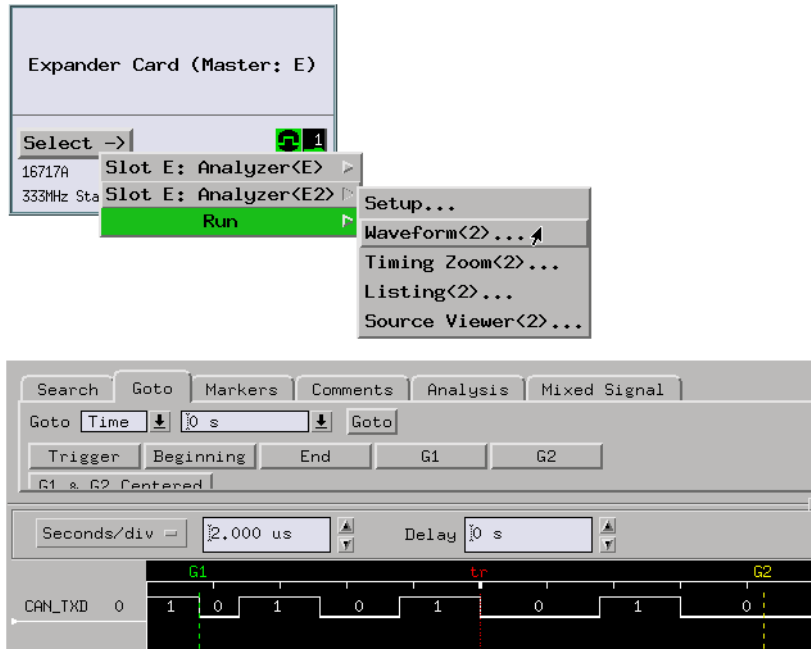 Expander Card (Master: E)
Select ->
1
16717A
Slot E: Analyzer<E>
333MHz Sta
Slot E: Analyzer<E2>
Run
Setup...
Waveform<2>...
Timing Zoom<2>...
Listing<2>...
Source Viewer<2>...
Search Goto Markers Comments Analysis Mixed Signal
Goto Time 0 s Goto
Trigger Beginning End G1 G2
G1 & G2 Centered
Seconds/div 2.000 us Delay 0 s
G1 tr G2
CAN_TXD 0 1 0 1 0 1 0 1 0